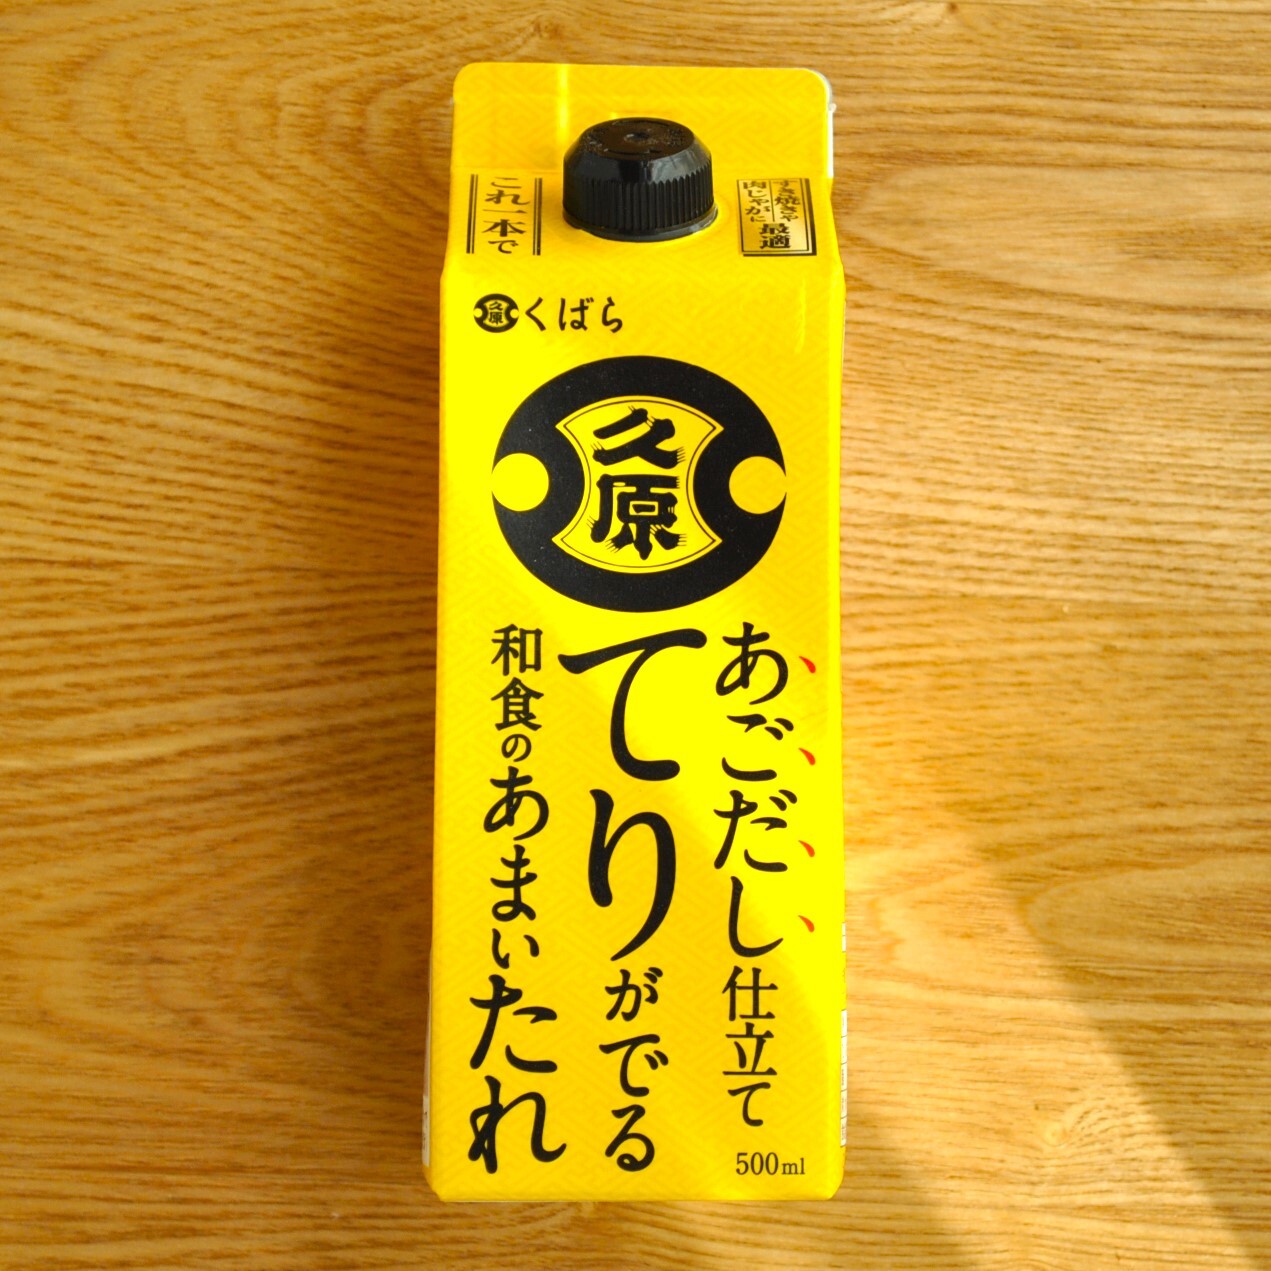 これ一本で
すき焼きや
肉じゃがに
最適
久原
くばら
久原
あごだし仕立て
てりがでる
和食のあまいたれ
500ml